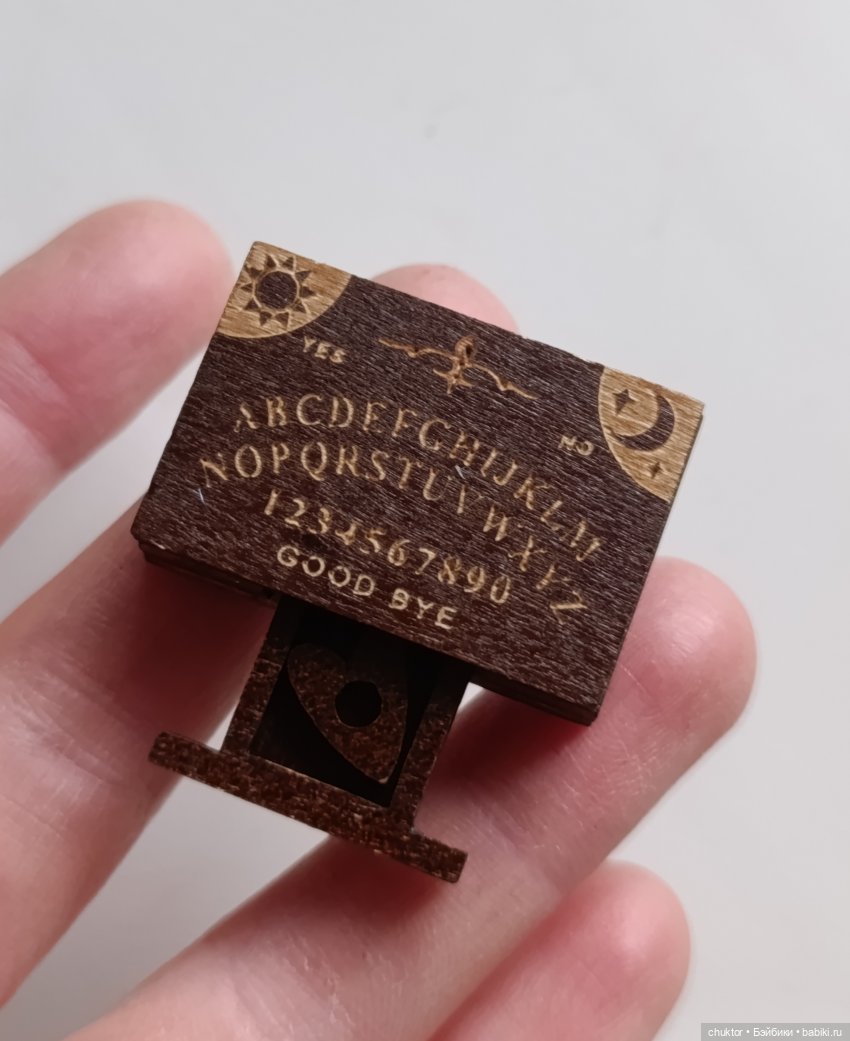 YES
NO
ABCDEFGHIJKLM
NOPQRSTUVWXYZ
1234567890
GOOD BYE
chuktor • Бэйбики • babiki.ru